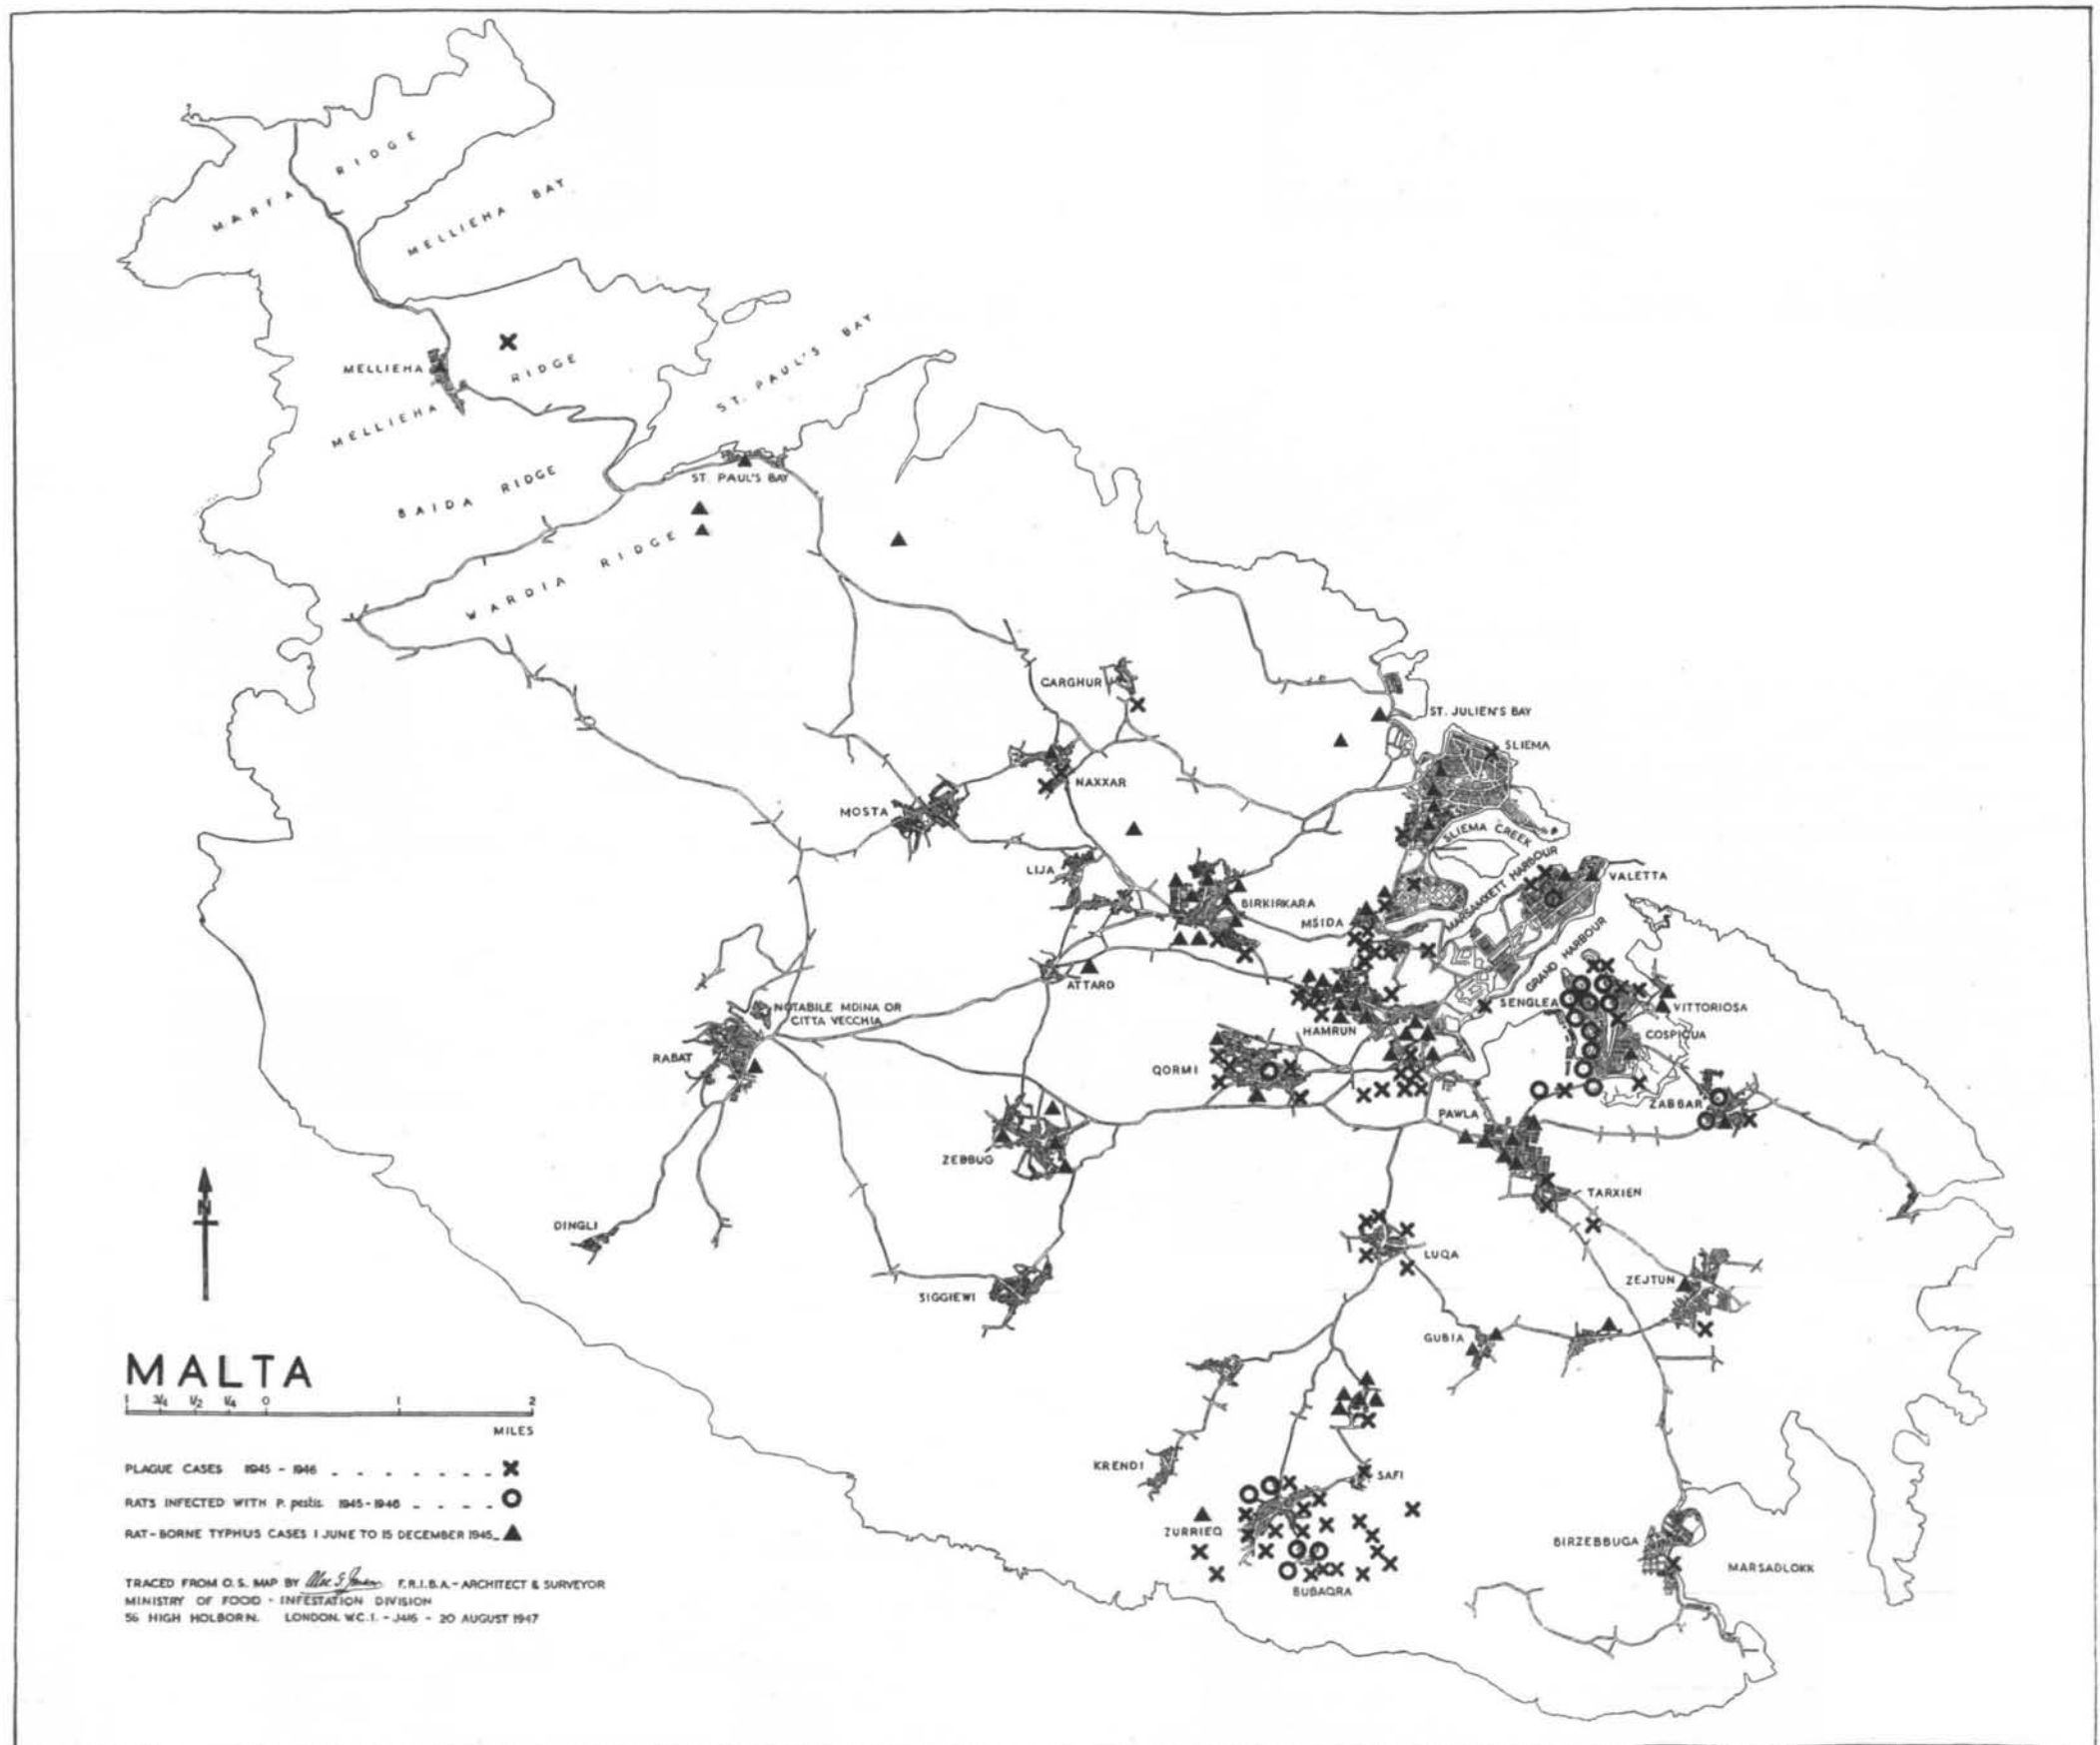 MARFA RIDGE
MELLIEHA BAY
MELLIEHA
MELLIEHA RIDGE
ST. PAUL'S BAY
BAIDA RIDGE
ST. PAUL'S BAY
WARDIA RIDGE
CARGHUR
ST. JULIEN'S BAY
SLIEMA
NAXXAR
MOSTA
SLIEMA CREEK
MARSAMXETT HARBOUR
VALETTA
LIJA
BIRKIRKARA
MSIDA
GRAND HARBOUR
ATTARD
NOTABILE MDINA OR
CITTA VECCHIA
SENGLEA
VITTORIOSA
HAMRUN
COSPICUA
RABAT
QORMI
ZABBAR
PAWLA
ZEBBUG
TARXIEN
DINGLI
LUQA
ZEJTUN
SIGGIEWI
GUBIA
KRENDI
SAFI
ZURRIEQ
BIRZEBBUGA
MARSADLOKK
BUBAQRA
N
MALTA
1 3/4 1/2 1/4 0 1 2
MILES
PLAGUE CASES 1945 - 1946
RATS INFECTED WITH P. pestis. 1945-1946
RAT-BORNE TYPHUS CASES 1 JUNE TO 15 DECEMBER 1945
TRACED FROM O.S. MAP BY F.R.I.B.A. - ARCHITECT & SURVEYOR
MINISTRY OF FOOD - INFESTATION DIVISION
56 HIGH HOLBORN. LONDON. W.C.1. - J416 - 20 AUGUST 1947